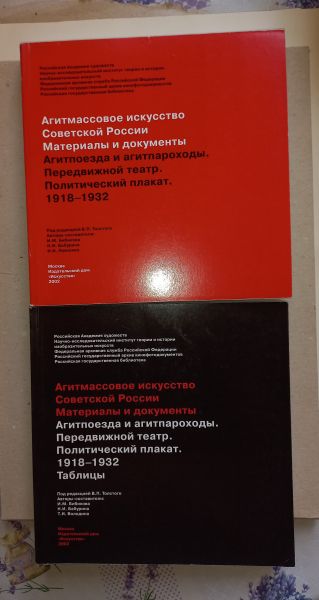 Российская Академия художеств
Научно-исследовательский институт теории и истории
изобразительных искусств
Федеральная архивная служба Российской Федерации
Российский государственный архив кинофотодокументов
Российская государственная библиотека
Агитмассовое искусство
Советской России
Материалы и документы
Агитпоезда и агитпароходы.
Передвижной театр.
Политический плакат.
1918–1932
Под редакцией В.П. Толстого
Авторы-составители
И.М. Бибикова
Н.И. Бабурина
Москва
Издательский дом
«Искусство»
2002
Российская Академия художеств
Научно-исследовательский институт теории и истории
изобразительных искусств
Федеральная архивная служба Российской Федерации
Российский государственный архив кинофотодокументов
Российская государственная библиотека
Агитмассовое искусство
Советской России
Материалы и документы
Агитпоезда и агитпароходы.
Передвижной театр.
Политический плакат.
1918–1932
Таблицы
Под редакцией В.П. Толстого
Авторы-составители
И.М. Бибикова
Н.И. Бабурина
Т.И. Володина
Москва
Издательский дом
«Искусство»
2002